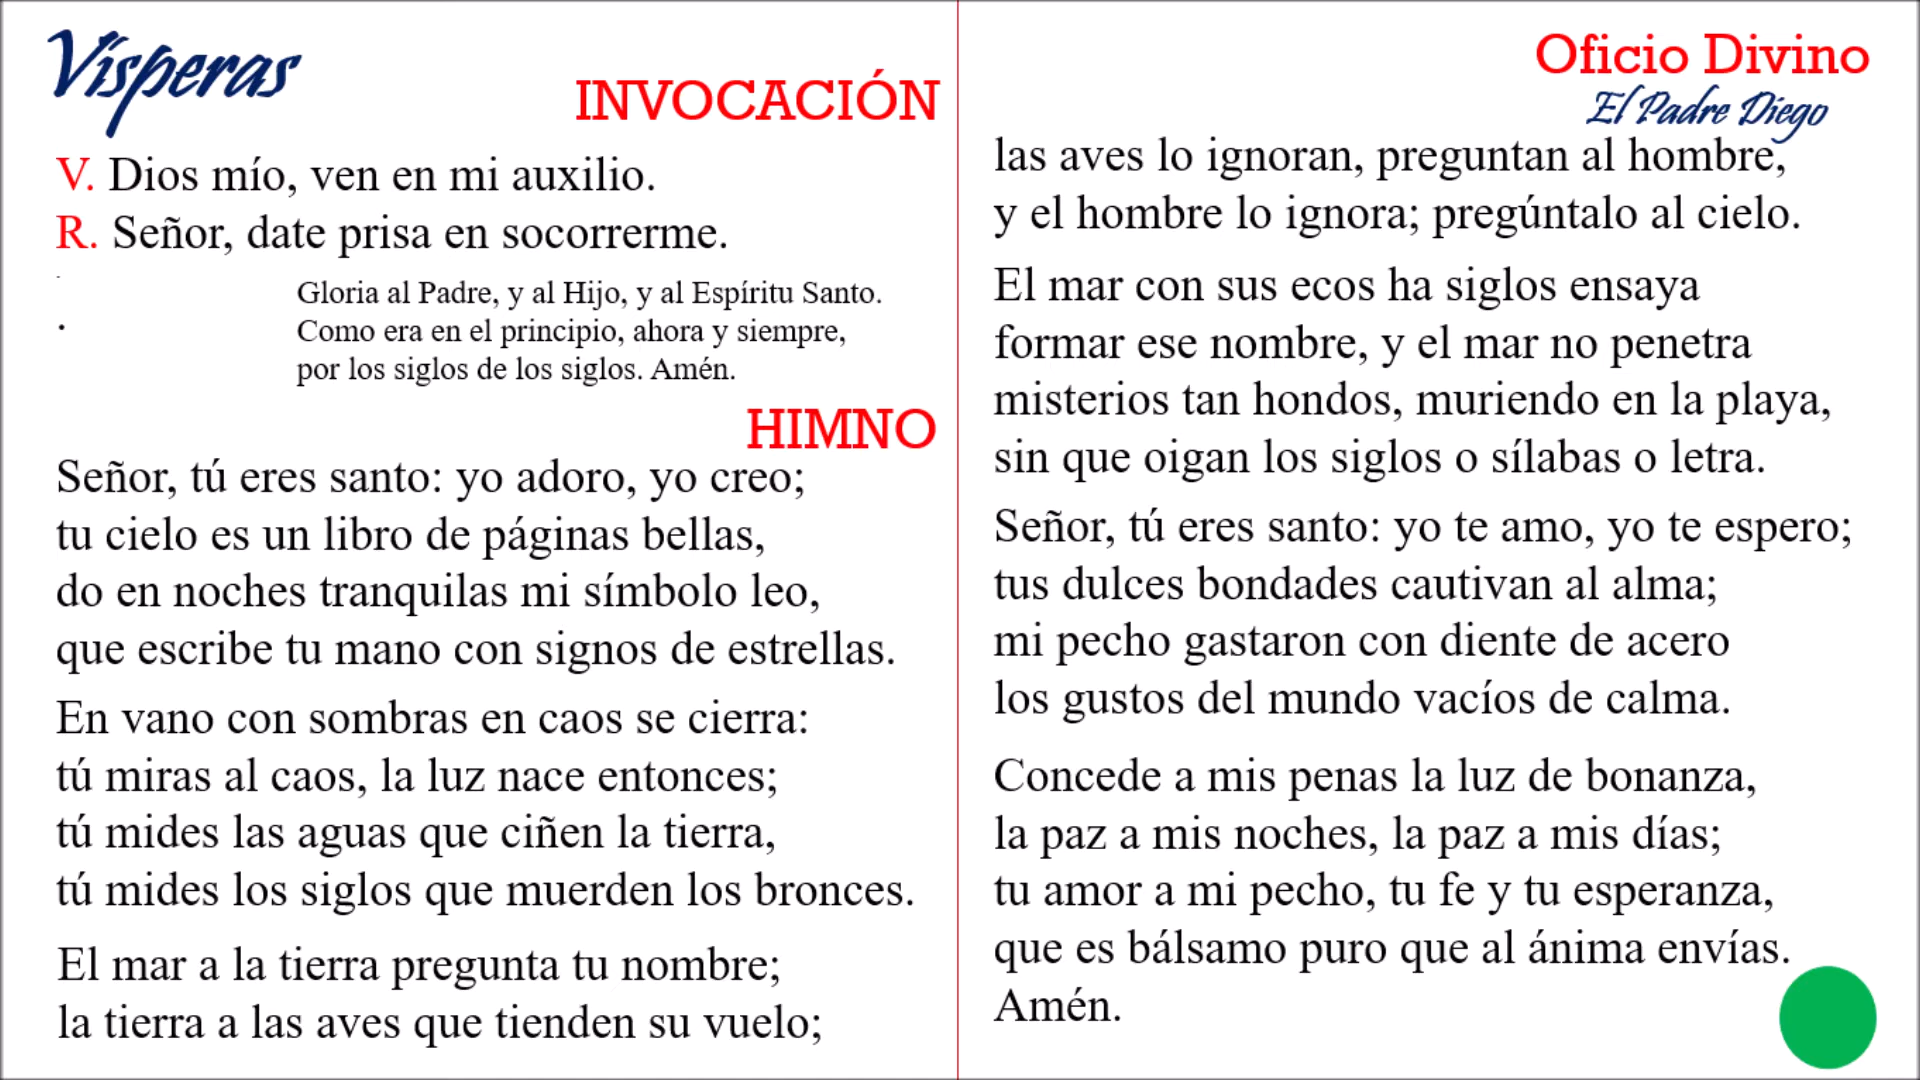 Vísperas
INVOCACIÓN
V. Dios mío, ven en mi auxilio.
R. Señor, date prisa en socorrerme.
Gloria al Padre, y al Hijo, y al Espíritu Santo.
Como era en el principio, ahora y siempre,
por los siglos de los siglos. Amén.
HIMNO
Señor, tú eres santo: yo adoro, yo creo;
tu cielo es un libro de páginas bellas,
do en noches tranquilas mi símbolo leo,
que escribe tu mano con signos de estrellas.
En vano con sombras en caos se cierra:
tú miras al caos, la luz nace entonces;
tú mides las aguas que ciñen la tierra,
tú mides los siglos que muerden los bronces.
El mar a la tierra pregunta tu nombre;
la tierra a las aves que tienden su vuelo;
Oficio Divino
El Padre Diego
las aves lo ignoran, preguntan al hombre,
y el hombre lo ignora; pregúntalo al cielo.
El mar con sus ecos ha siglos ensaya
formar ese nombre, y el mar no penetra
misterios tan hondos, muriendo en la playa,
sin que oigan los siglos o sílabas o letra.
Señor, tú eres santo: yo te amo, yo te espero;
tus dulces bondades cautivan al alma;
mi pecho gastaron con diente de acero
los gustos del mundo vacíos de calma.
Concede a mis penas la luz de bonanza,
la paz a mis noches, la paz a mis días;
tu amor a mi pecho, tu fe y tu esperanza,
que es bálsamo puro que al ánima envías.
Amén.